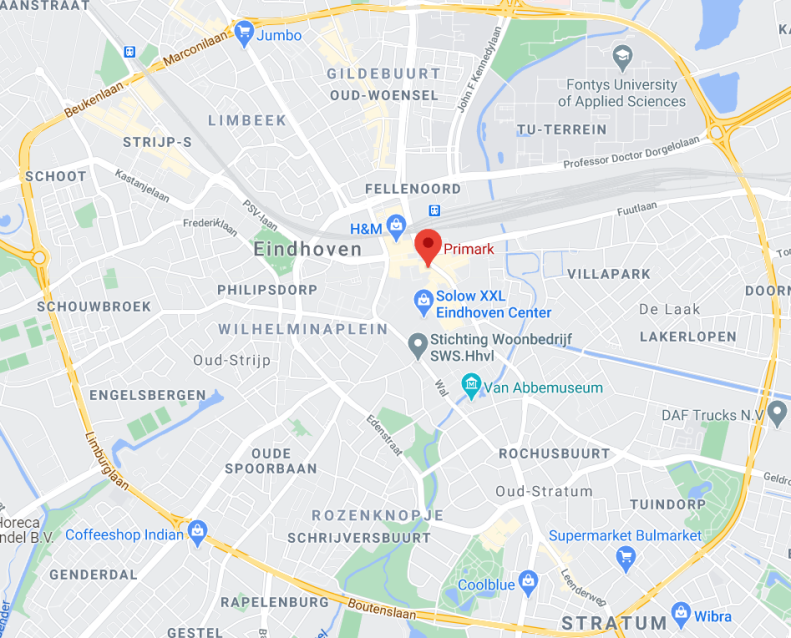 AANSTRAAT
Marconilaan
Jumbo
Beukenlaan
GILDEBUURT
OUD-WOENSEL
John F Kennedylaan
Fontys University
of Applied Sciences
LIMBEEK
TU-TERREIN
STRIJP-S
Professor Doctor Dorgelolaan
SCHOOT
Kastanjelaan
PSV-laan
FELLENOORD
Frederiklaan
Fuutlaan
H&M
Eindhoven
Primark
VILLAPARK
PHILIPSDORP
Solow XXL
Eindhoven Center
DOORN
SCHOUWBROEK
De Laak
WILHELMINAPLEIN
LAKERLOPEN
Stichting Woonbedrijf
SWS.Hhvl
Oud-Strijp
Wal
Van Abbemuseum
ENGELSBERGEN
DAF Trucks N.V
Edenstraat
Limburglaan
OUDE
SPOORBAAN
ROCHUSBUURT
Geldro
Oud-Stratum
TUINDORP
ROZENKNOPJE
Horeca
ndel B.V.
Coffeeshop Indian
SCHRIJVERSBUURT
Supermarket Bulmarket
GENDERDAL
Leenderweg
Coolblue
RAPELENBURG
Boutenslaan
STRATUM
Wibra
GESTEL